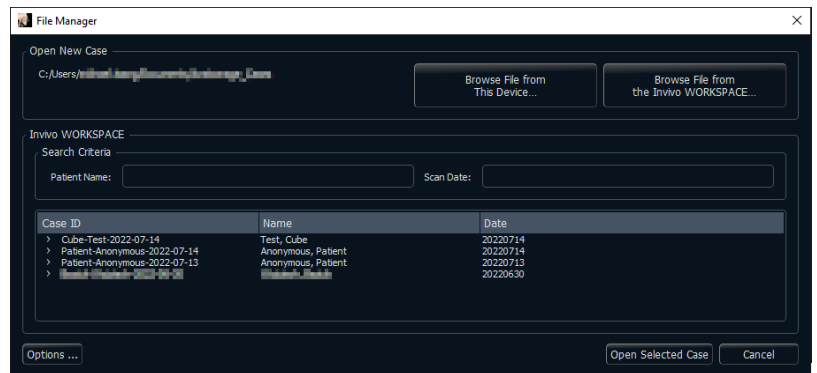 File Manager
Open New Case
C:/Users/
Browse File from
This Device...
Browse File from
the Invivo WORKSPACE...
Invivo WORKSPACE
Search Criteria
Patient Name:
Scan Date:
Case ID Name Date
Cube-Test-2022-07-14 Test, Cube 20220714
Patient-Anonymous-2022-07-14 Anonymous, Patient 20220714
Patient-Anonymous-2022-07-13 Anonymous, Patient 20220713
20220630
Options ...
Open Selected Case
Cancel